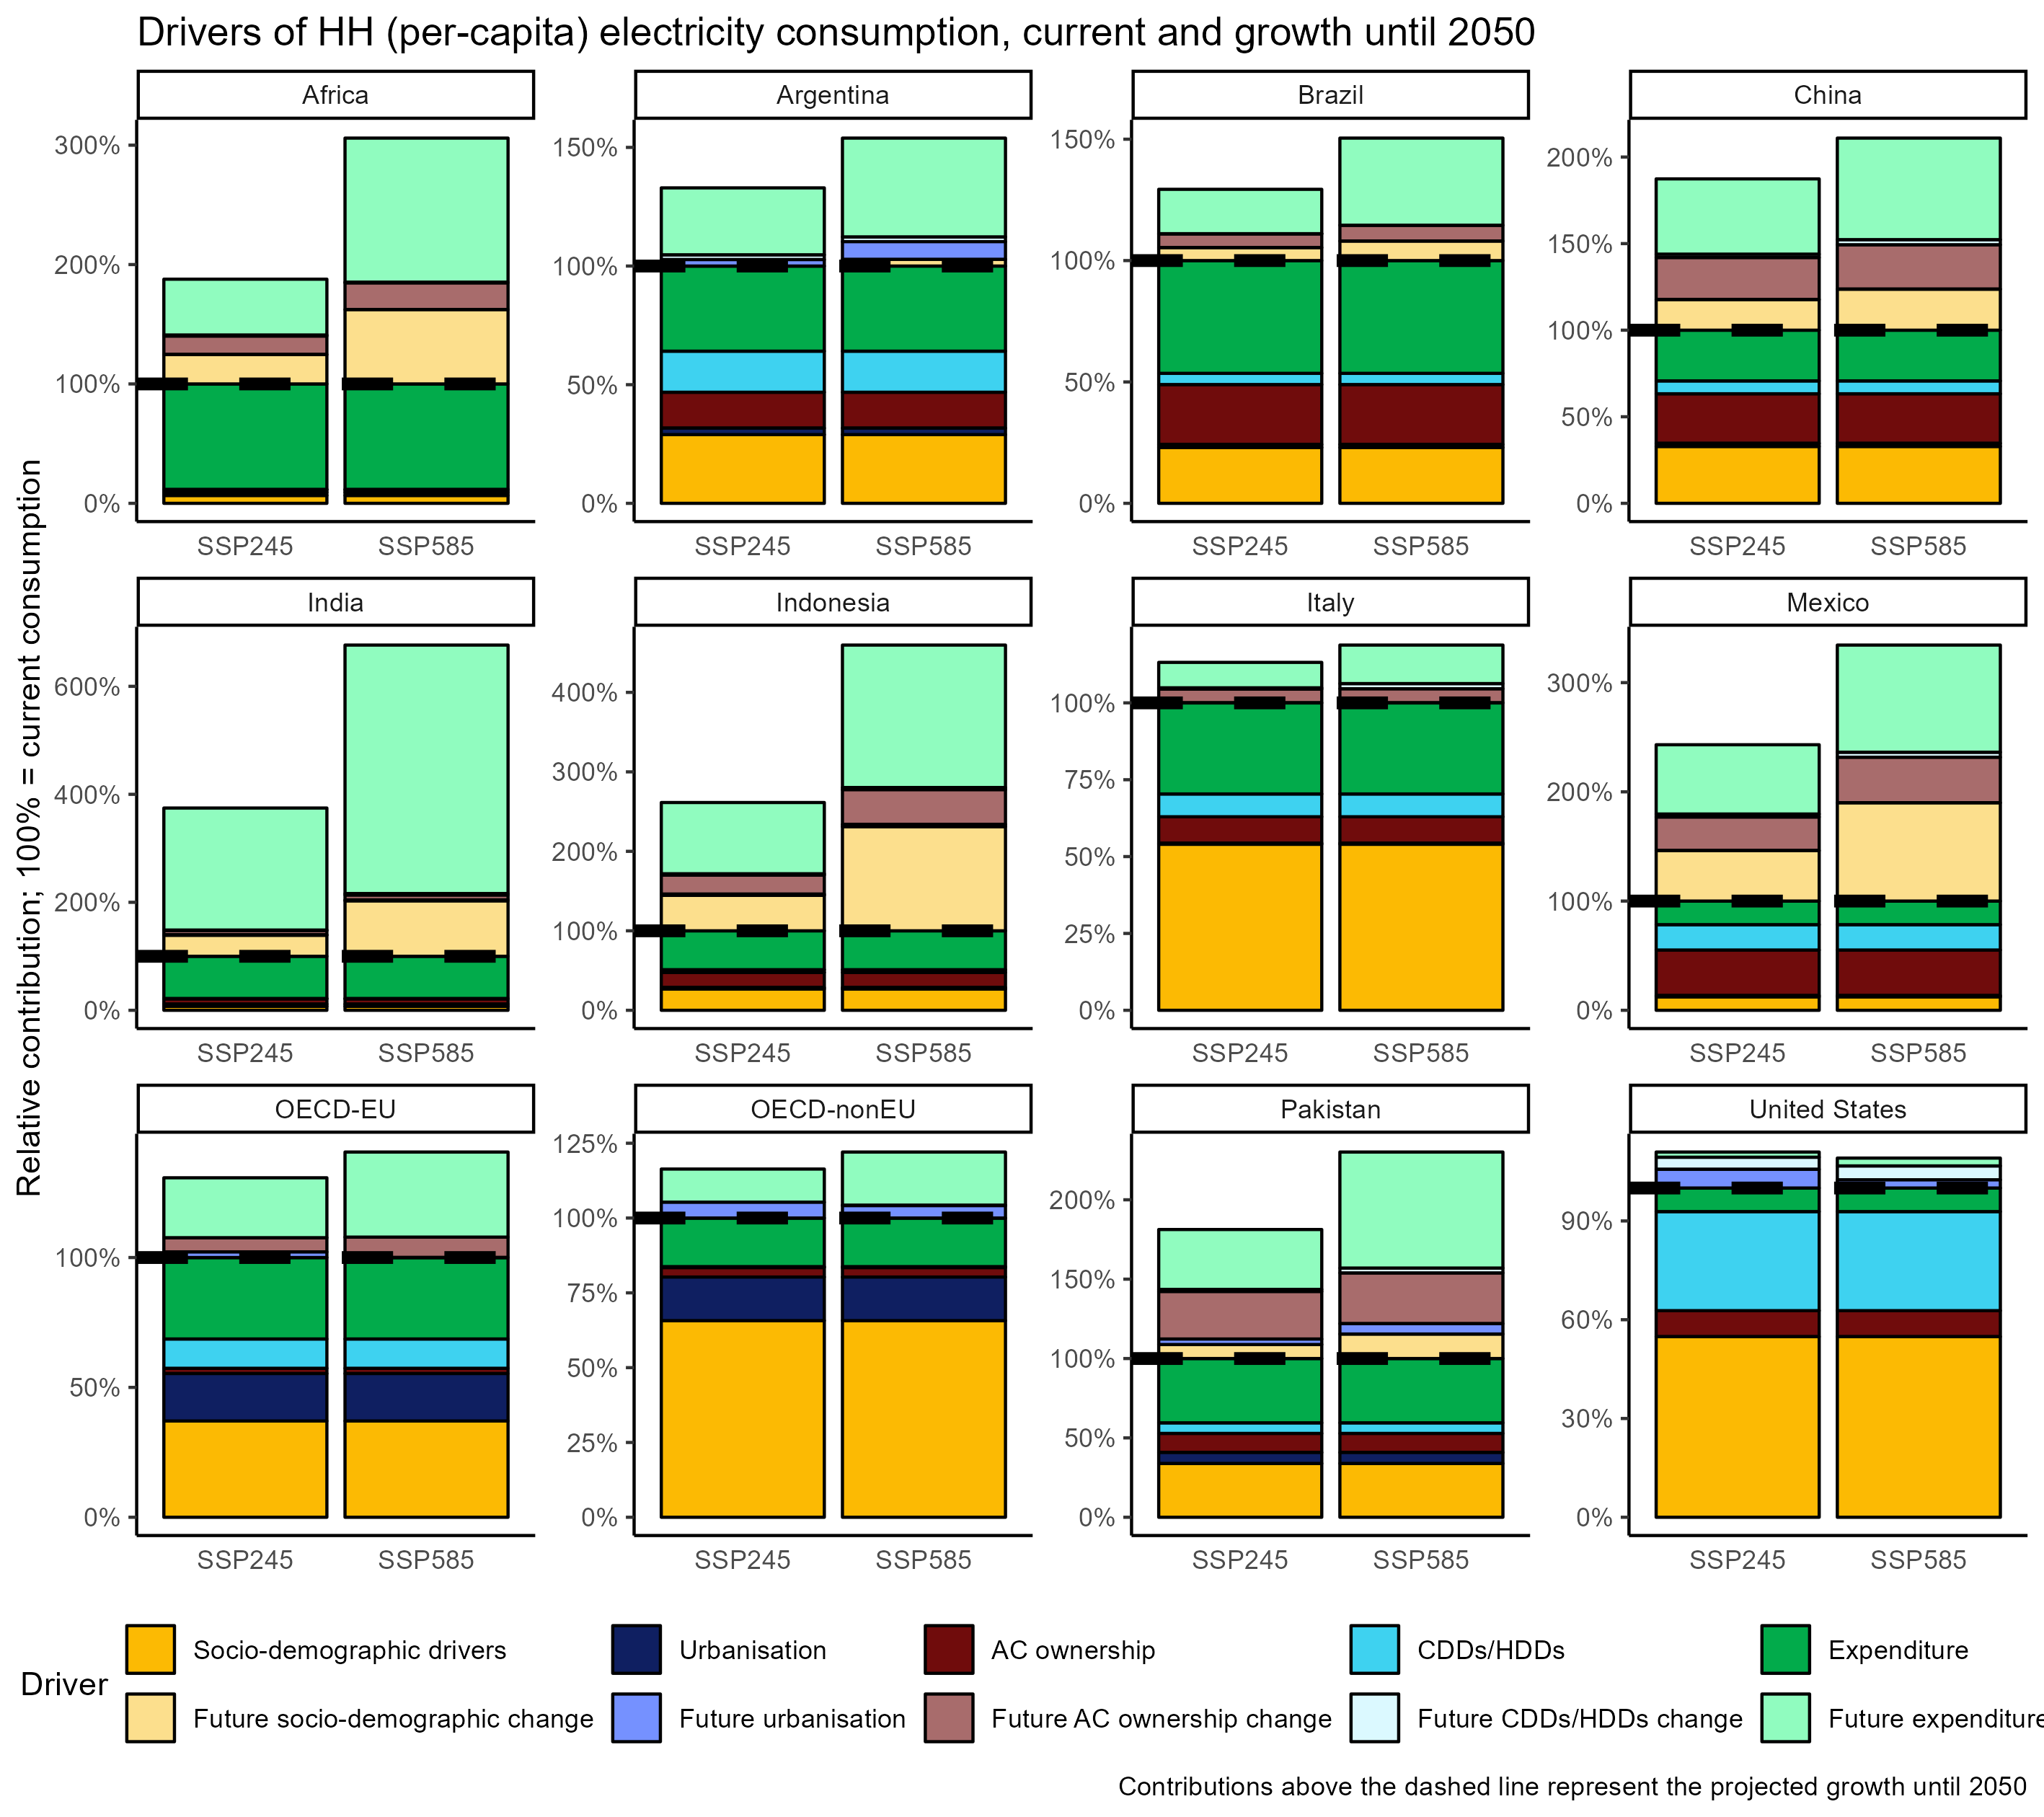 Drivers of HH (per-capita) electricity consumption, current and growth until 2050
Relative contribution; 100% = current consumption
Africa
300%
200%
100%
0%
SSP245 SSP585
Argentina
150%
100%
50%
0%
SSP245 SSP585
Brazil
150%
100%
50%
0%
SSP245 SSP585
China
200%
150%
100%
50%
0%
SSP245 SSP585
India
600%
400%
200%
0%
SSP245 SSP585
Indonesia
400%
300%
200%
100%
0%
SSP245 SSP585
Italy
100%
75%
50%
25%
0%
SSP245 SSP585
Mexico
300%
200%
100%
0%
SSP245 SSP585
OECD-EU
100%
50%
0%
SSP245 SSP585
OECD-nonEU
125%
100%
75%
50%
25%
0%
SSP245 SSP585
Pakistan
200%
150%
100%
50%
0%
SSP245 SSP585
United States
90%
60%
30%
0%
SSP245 SSP585
Driver
Socio-demographic drivers
Future socio-demographic change
Urbanisation
Future urbanisation
AC ownership
Future AC ownership change
CDDs/HDDs
Future CDDs/HDDs change
Expenditure
Future expenditure
Contributions above the dashed line represent the projected growth until 2050